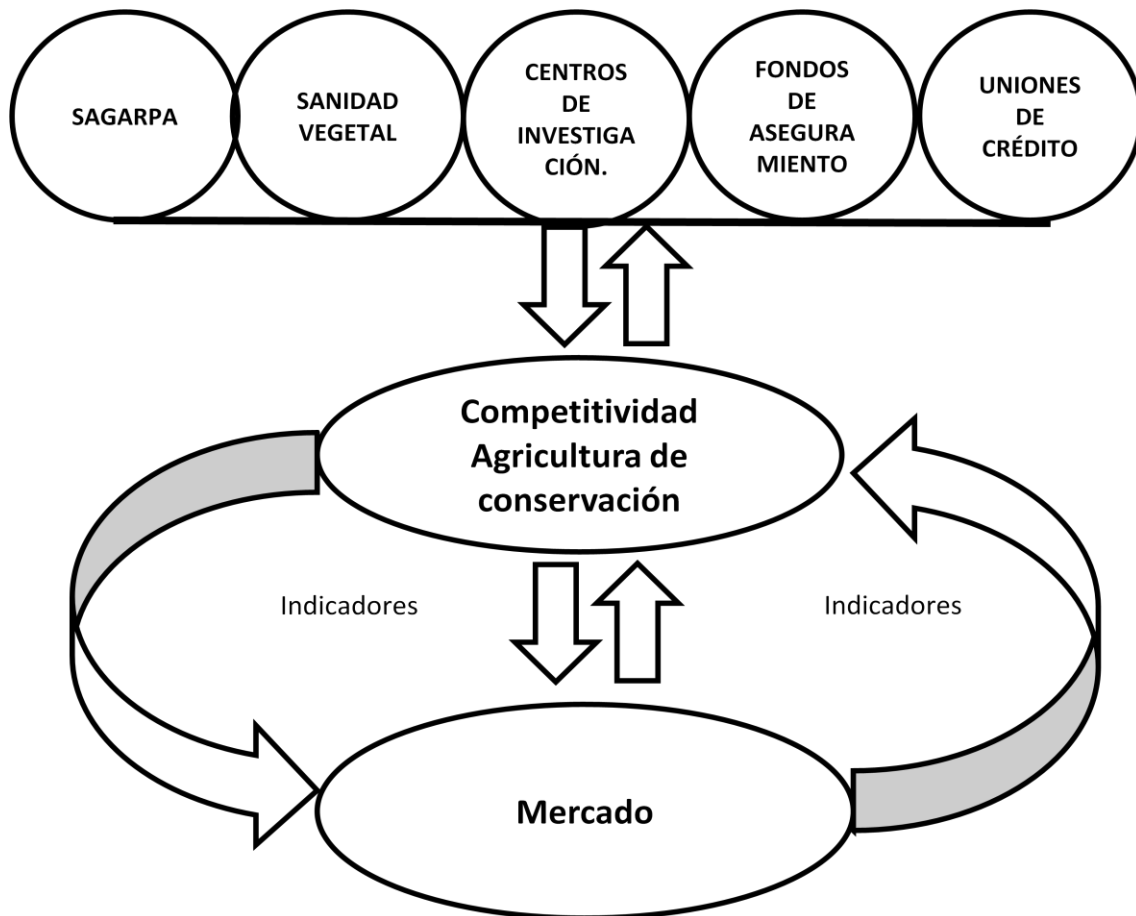 SAGARPA
SANIDAD
VEGETAL
CENTROS
DE
INVESTIGA
CIÓN.
FONDOS
DE
ASEGURA
MIENTO
UNIONES
DE
CRÉDITO
Competitividad
Agricultura de
conservación
Indicadores
Indicadores
Mercado